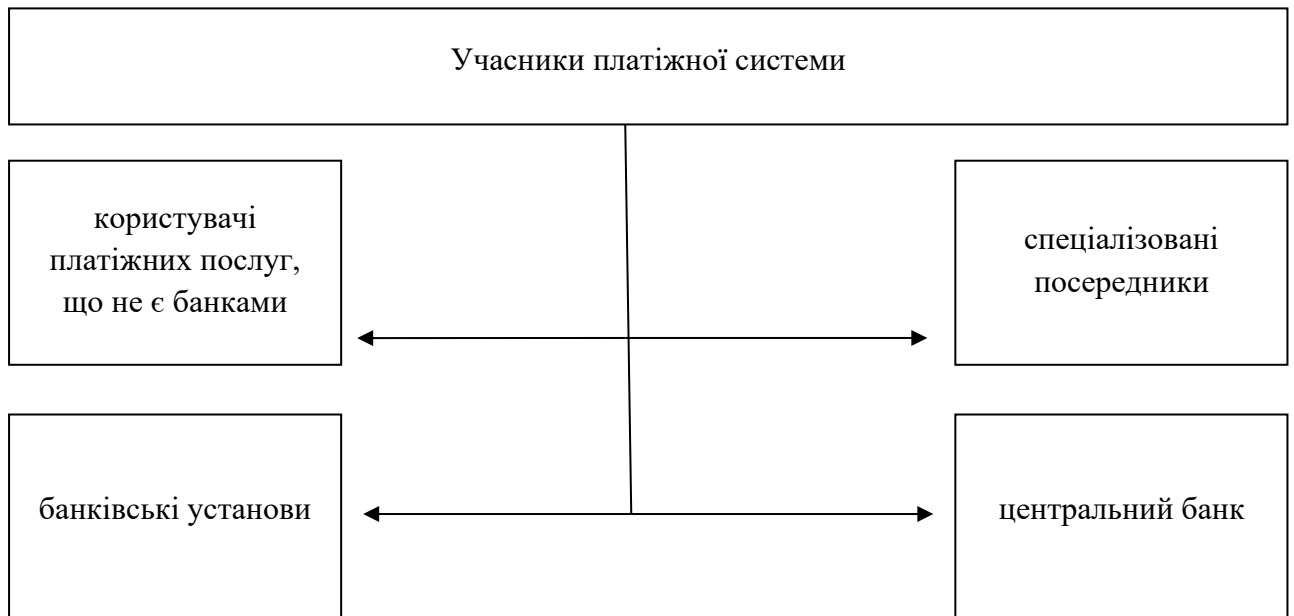 Учасники платіжної системи
користувачі
платіжних послуг,
що не є банками
спеціалізовані
посередники
банківські установи
центральний банк